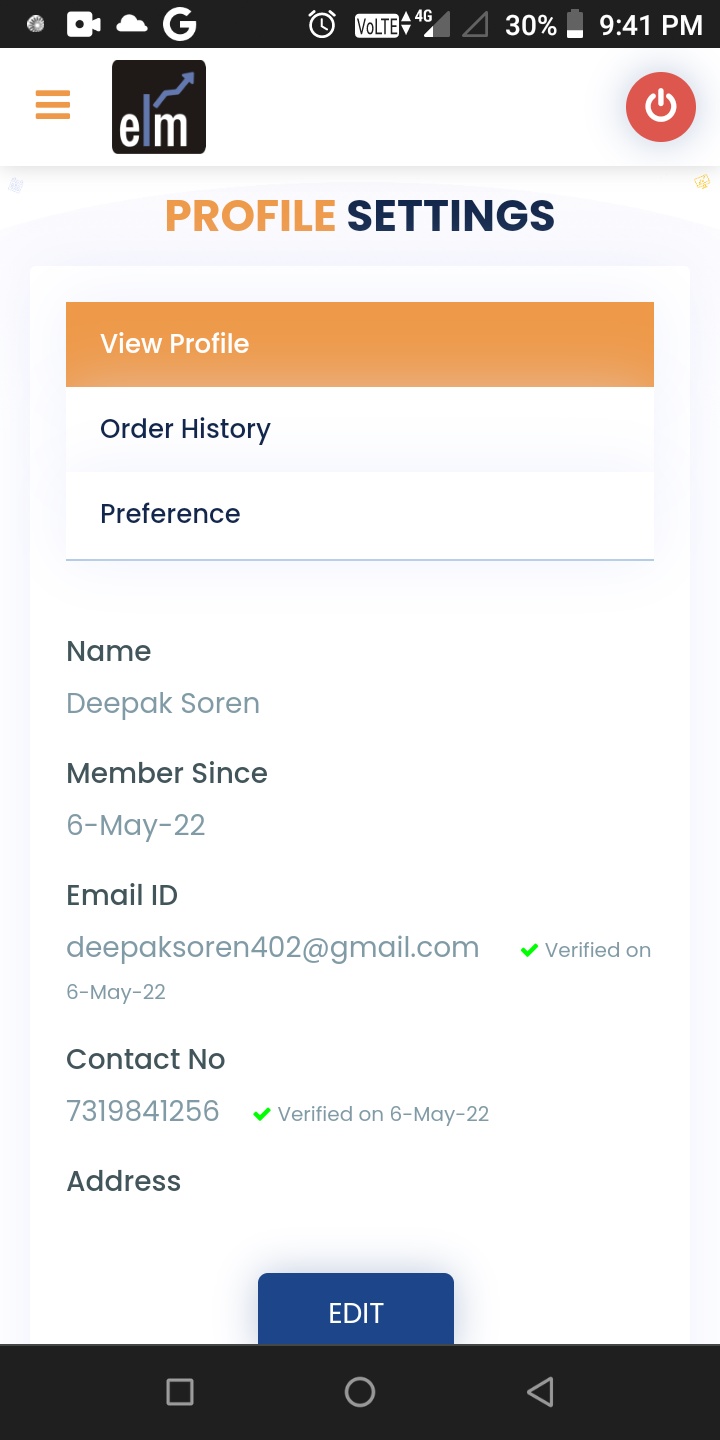 VoLTE 4G 30% 9:41 PM
elm
PROFILE SETTINGS
View Profile
Order History
Preference
Name
Deepak Soren
Member Since
6-May-22
Email ID
deepaksoren402@gmail.com Verified on
6-May-22
Contact No
7319841256 Verified on 6-May-22
Address
EDIT